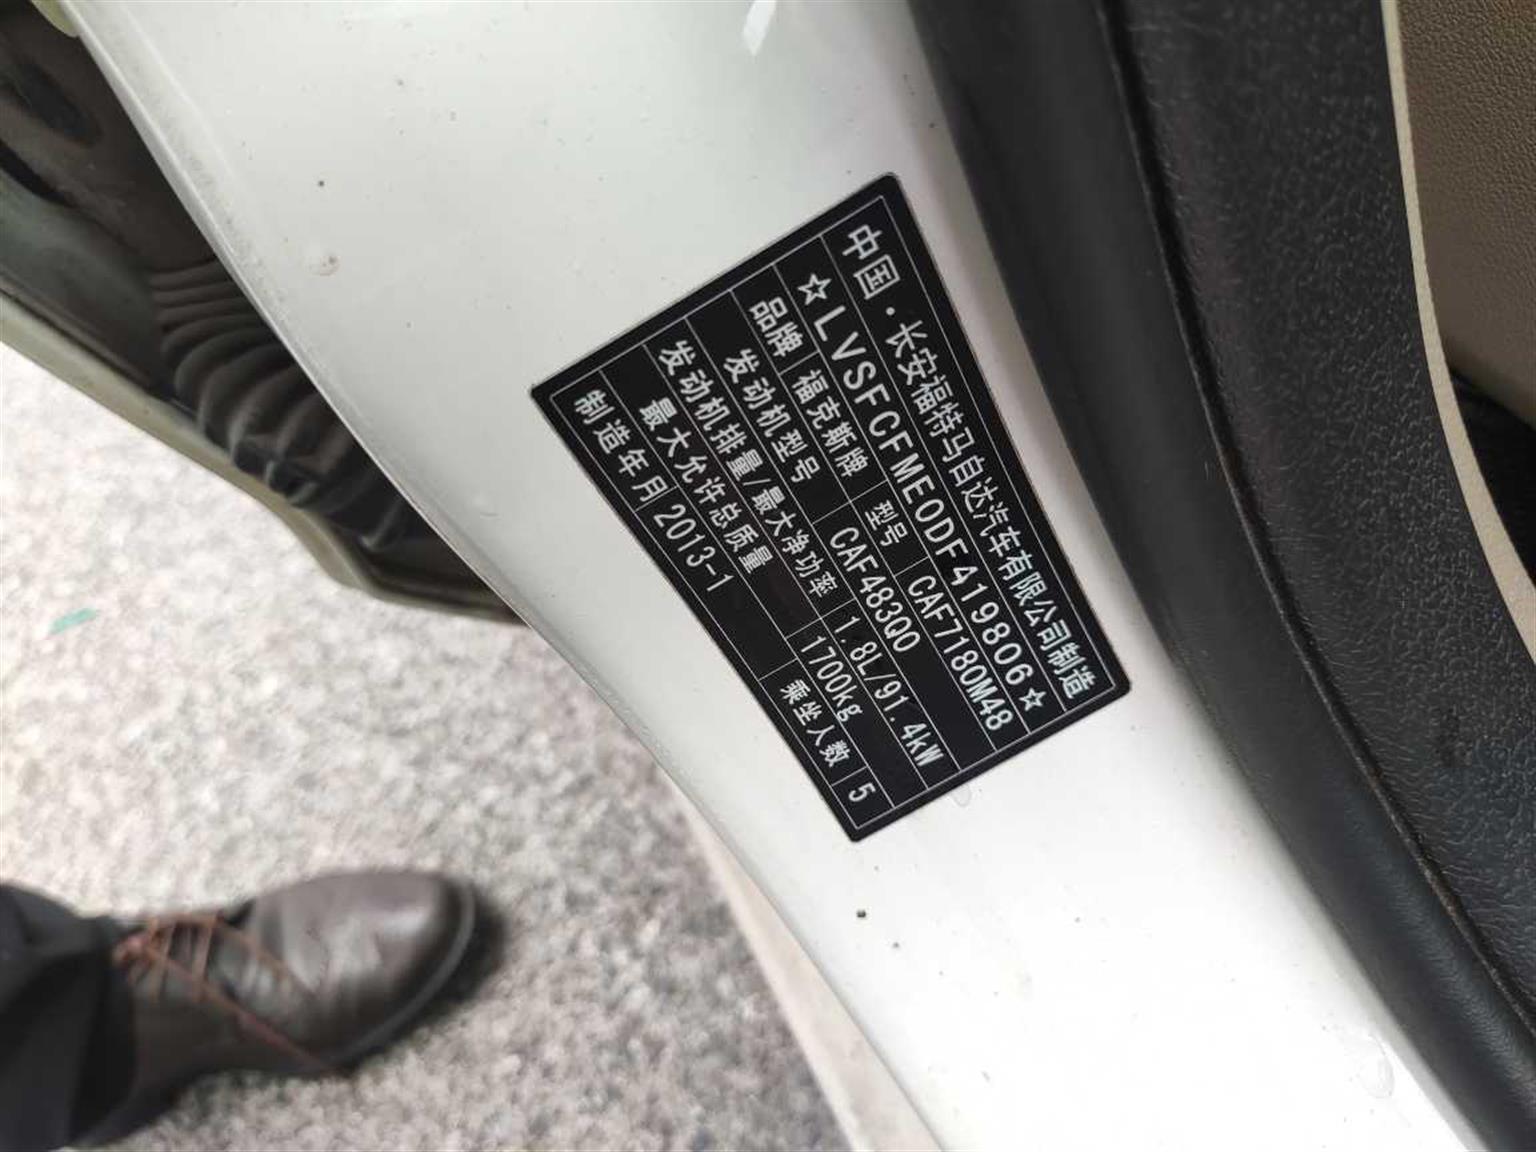 中国·长安福特马自达汽车有限公司制造
☆LVSFCFME0DF419806☆
品牌 福克斯牌 型号 CAF7180M48
发动机型号 CAF483Q0
发动机排量/最大净功率 1.8L/91.4kW
最大允许总质量 1700kg
制造年月 2013-1 乘坐人数 5